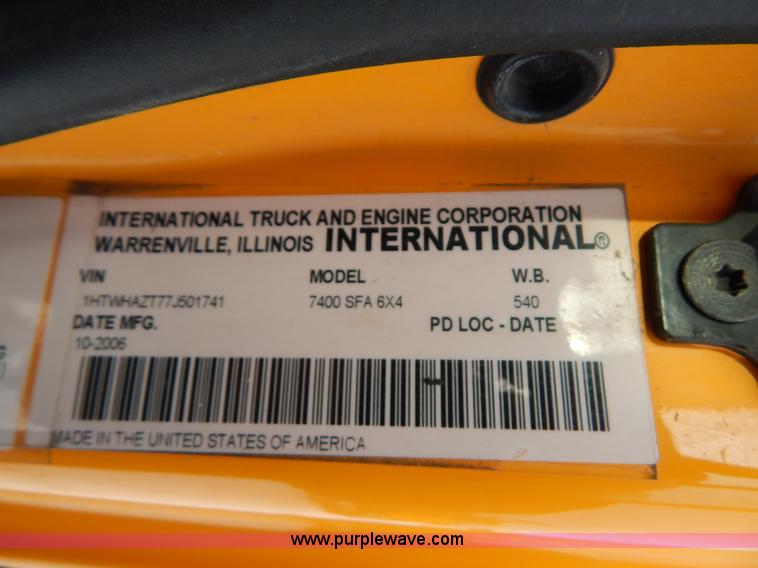 INTERNATIONAL TRUCK AND ENGINE CORPORATION
WARRENVILLE, ILLINOIS INTERNATIONAL®
VIN MODEL W.B.
1HTWHAZT77J501741 7400 SFA 6X4 540
DATE MFG. PD LOC - DATE
10-2006
MADE IN THE UNITED STATES OF AMERICA
www.purplewave.com